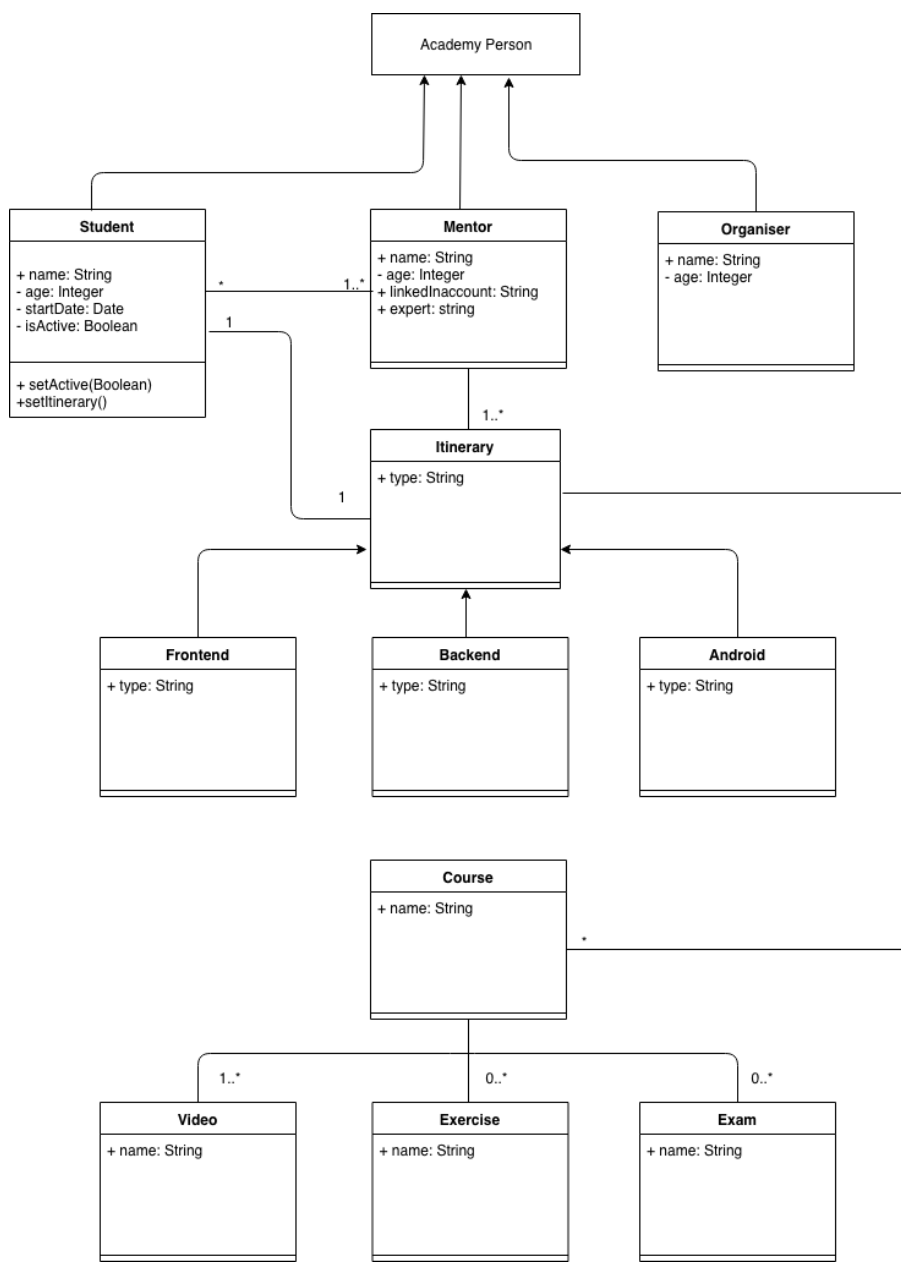 Academy Person
Student
+ name: String
- age: Integer
- startDate: Date
- isActive: Boolean
+ setActive(Boolean)
+setItinerary()
Mentor
+ name: String
- age: Integer
+ linkedInaccount: String
+ expert: string
Organiser
+ name: String
- age: Integer
*
1..*
1
1..*
Itinerary
+ type: String
1
Frontend
+ type: String
Backend
+ type: String
Android
+ type: String
Course
+ name: String
*
1..*
0..*
0..*
Video
+ name: String
Exercise
+ name: String
Exam
+ name: String